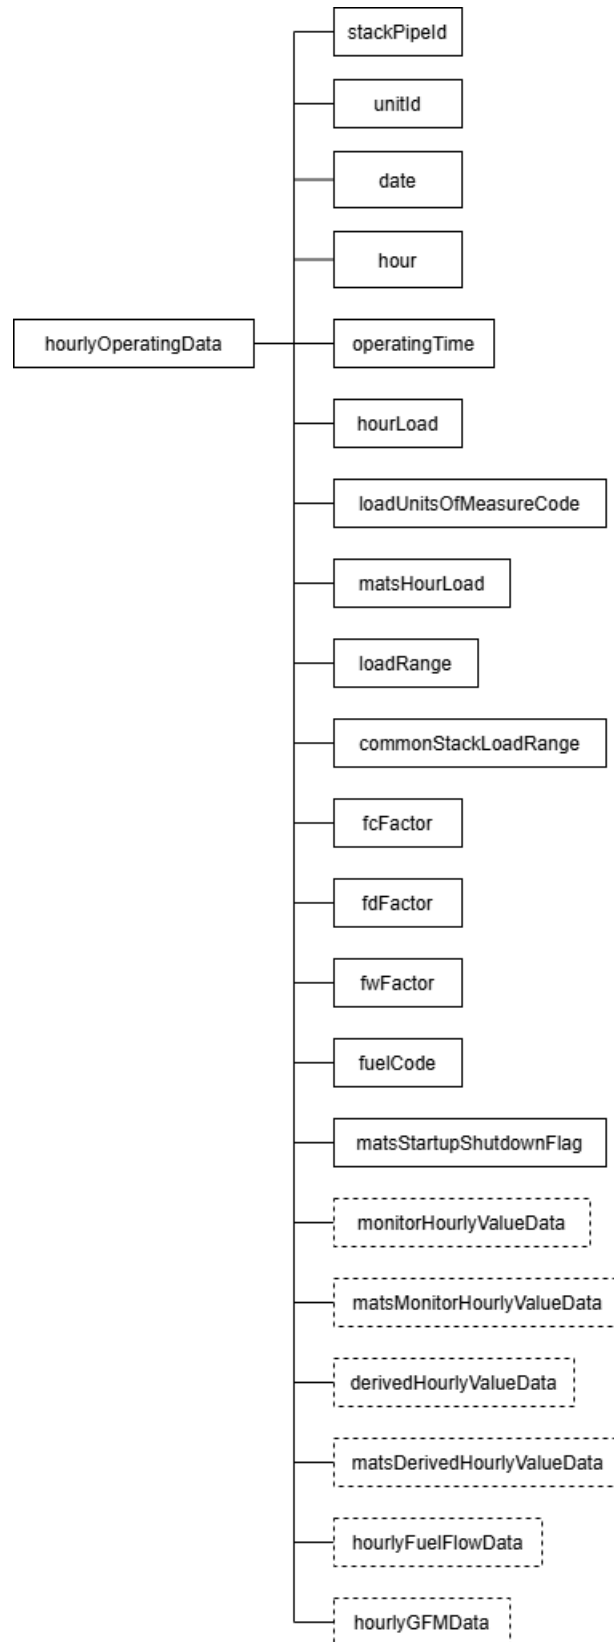 stackPipeId
unitId
date
hour
hourlyOperatingData
operatingTime
hourLoad
loadUnitsOfMeasureCode
matsHourLoad
loadRange
commonStackLoadRange
fcFactor
fdFactor
fwFactor
fuelCode
matsStartupShutdownFlag
monitorHourlyValueData
matsMonitorHourlyValueData
derivedHourlyValueData
matsDerivedHourlyValueData
hourlyFuelFlowData
hourlyGFMData